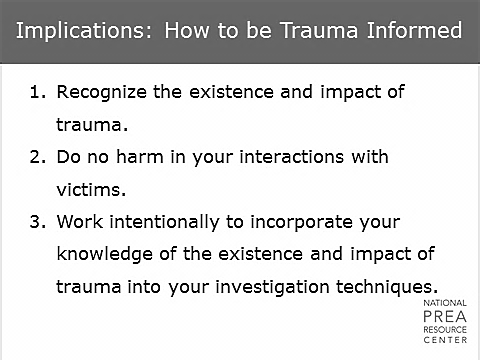 Implications: How to be Trauma Informed
1. Recognize the existence and impact of
trauma.
2. Do no harm in your interactions with
victims.
3. Work intentionally to incorporate your
knowledge of the existence and impact of
trauma into your investigation techniques.
NATIONAL
PREA
RESOURCE
CENTER